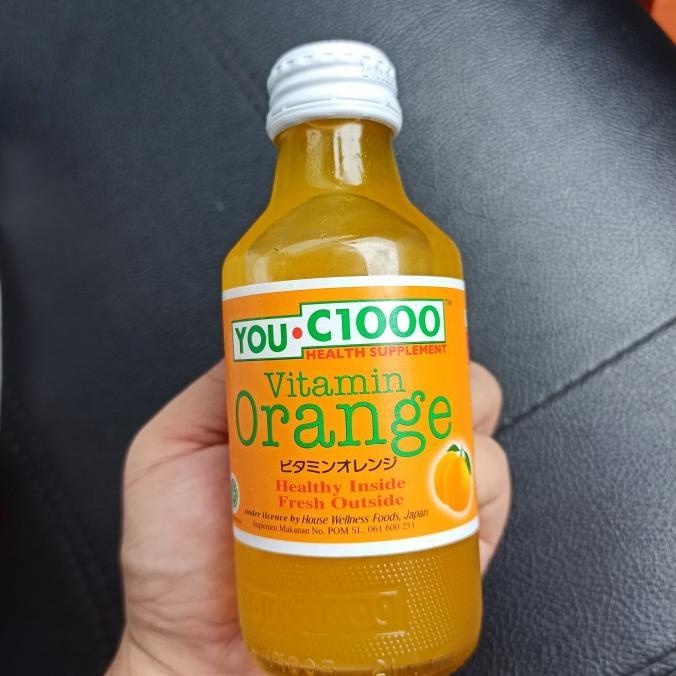 YOU•C1000™
HEALTH SUPPLEMENT
Vitamin
Orange
ビタミンオレンジ
Healthy Inside
Fresh Outside
under licence by House Wellness Foods, Japan
Suplemen Makanan No. POM SL. 061 600 251